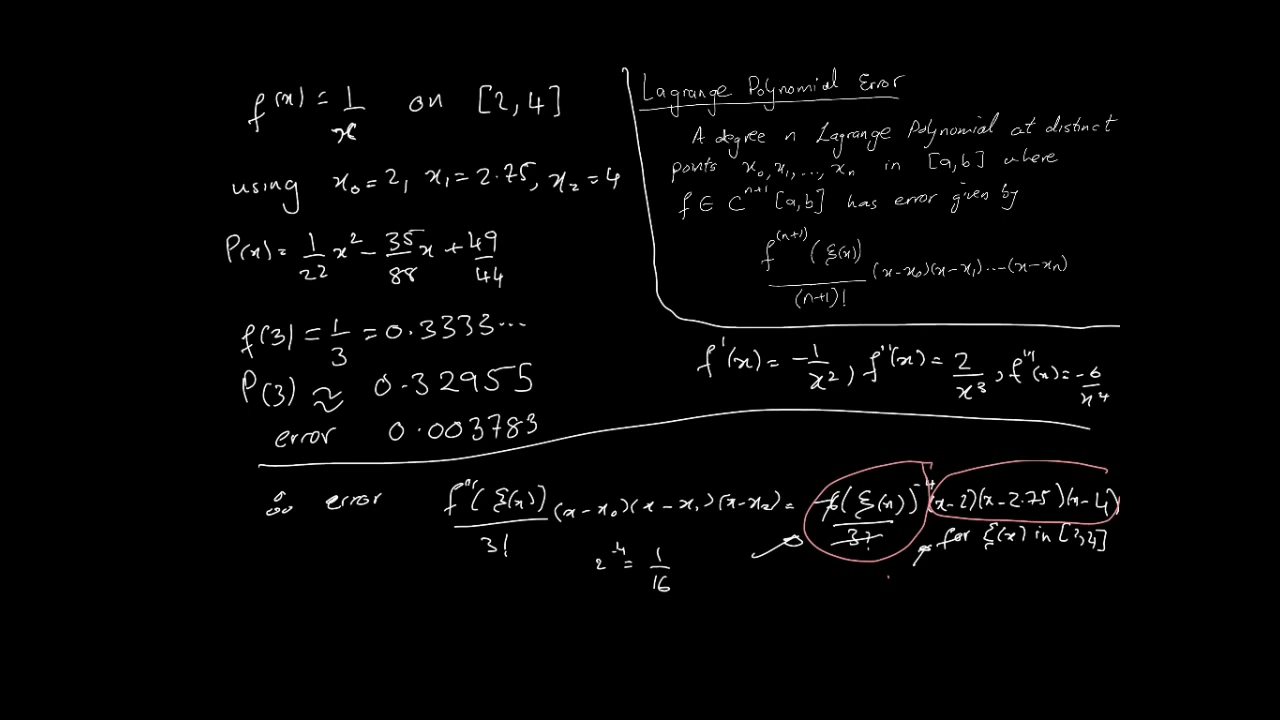 f(x) = 1/x on [2, 4]
using x₀ = 2, x₁ = 2.75, x₂ = 4
P(x) = 1/22 x² - 35/88 x + 49/44
f(3) = 1/3 = 0.3333...
P(3) ≈ 0.32955
error 0.003783
Lagrange Polynomial Error
A degree n Lagrange Polynomial at distinct
points x₀, x₁, ..., xₙ in [a, b] where
f ∈ Cⁿ⁺¹ [a, b] has error given by
f⁽ⁿ⁺¹⁾(ξ(x))/(n+1)! (x-x₀)(x-x₁)....(x-xₙ)
f'(x) = -1/x², f''(x) = 2/x³, f'''(x) = -6/x⁴
∴ error f'''(ξ(x))/3! (x-x₀)(x-x₁)(x-x₂) = -6(ξ(x))⁻⁴/3! (x-2)(x-2.75)(x-4)
for ξ(x) in [2,4]
2⁻⁴ = 1/16